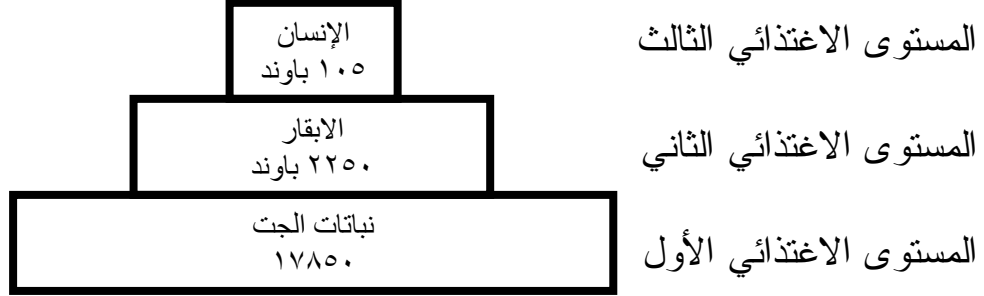 المستوى الاغتذائي الثالث
الإنسان
١٠٥ باوند
المستوى الاغتذائي الثاني
الابقار
٢٢٥٠ باوند
المستوى الاغتذائي الأول
نباتات الجت
١٧٨٥٠